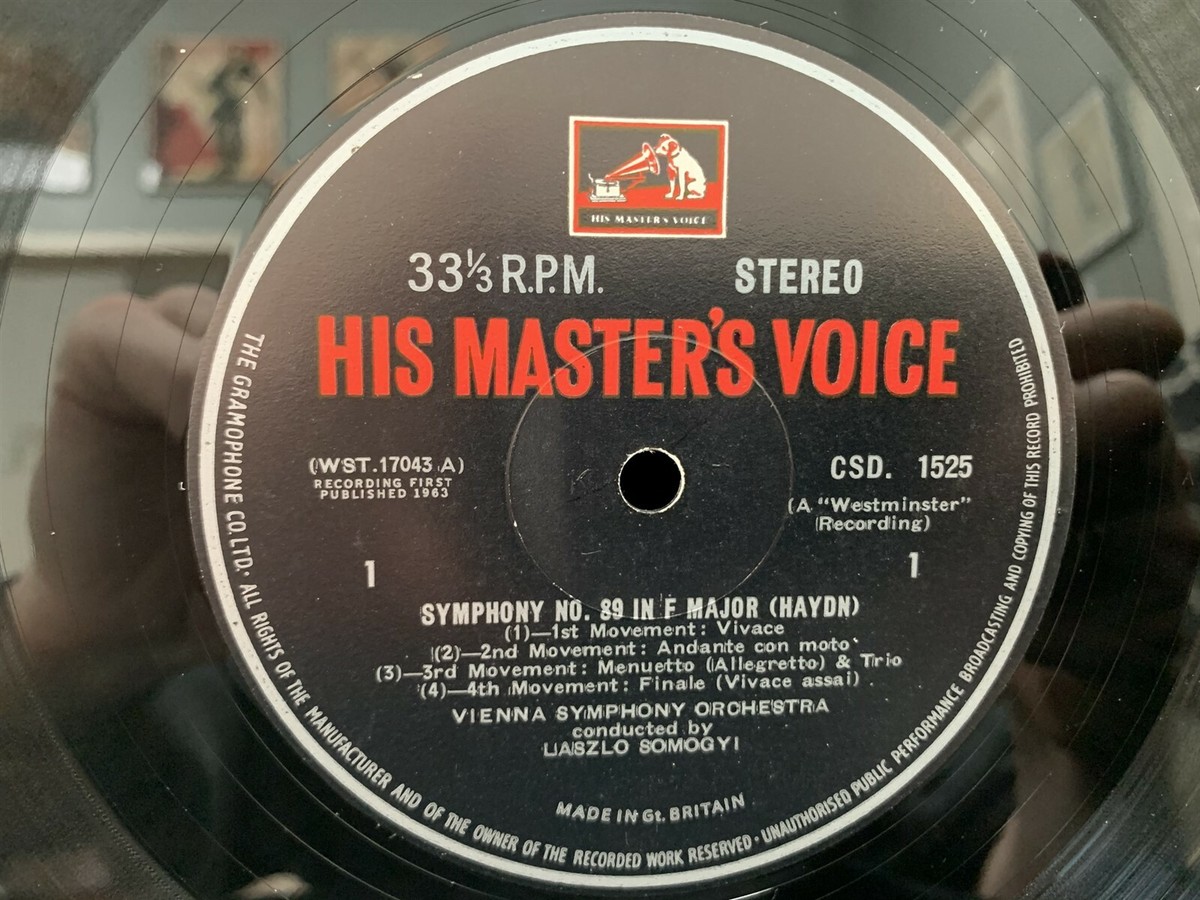 HIS MASTER'S VOICE
33⅓ R.P.M. STEREO
HIS MASTER'S VOICE
(WST.17043 A)
RECORDING FIRST
PUBLISHED 1963
CSD. 1525
(A "Westminster"
Recording)
1 1
SYMPHONY NO. 89 IN F MAJOR (HAYDN)
(1)—1st Movement: Vivace
(2)—2nd Movement: Andante con moto
(3)—3rd Movement: Menuetto (Allegretto) & Trio
(4)—4th Movement: Finale (Vivace assai)
VIENNA SYMPHONY ORCHESTRA
conducted by
LASZLO SOMOGYI
MADE IN Gt. BRITAIN
THE GRAMOPHONE CO. LTD. · ALL RIGHTS OF THE MANUFACTURER AND OF THE OWNER OF THE RECORDED WORK RESERVED · UNAUTHORISED PUBLIC PERFORMANCE BROADCASTING AND COPYING OF THIS RECORD PROHIBITED